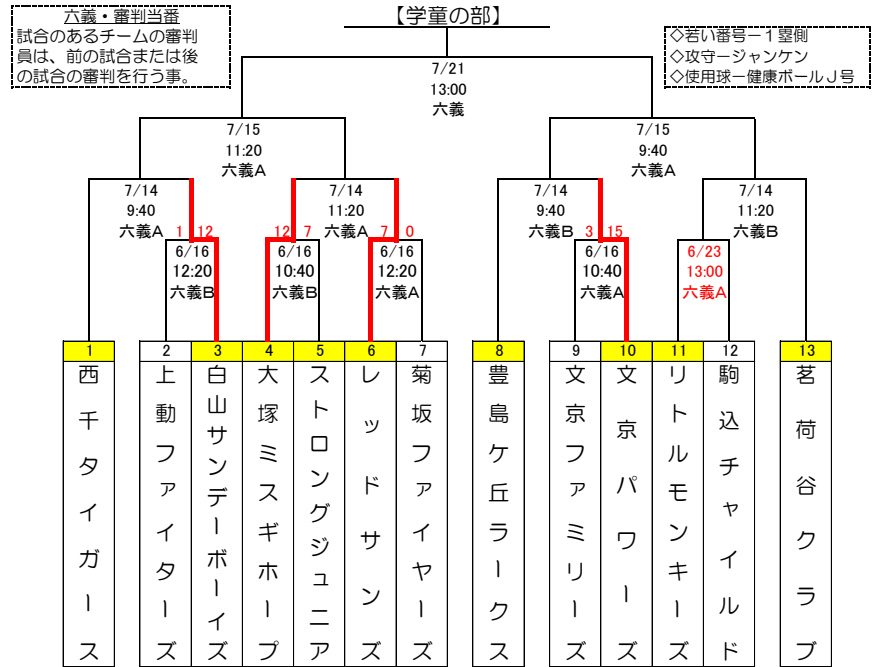 六義・審判当番
試合のあるチームの審判
員は、前の試合または後
の試合の審判を行う事。
【学童の部】
◇若い番号－１塁側
◇攻守－ジャンケン
◇使用球－健康ボールＪ号
7/21
13:00
六義
7/15
11:20
六義A
7/15
9:40
六義A
7/14
9:40
六義A
7/14
11:20
六義A
7/14
9:40
六義B
7/14
11:20
六義B
1 12
6/16
12:20
六義B
12 7
6/16
10:40
六義B
7 0
6/16
12:20
六義A
3 15
6/16
10:40
六義A
6/23
13:00
六義A
1
西千タイガース
2
上動ファイターズ
3
白山サンデーボーイズ
4
大塚ミスギホープ
5
ストロングジュニア
6
レッドサンズ
7
菊坂ファイヤーズ
8
豊島ケ丘ラークス
9
文京ファミリーズ
10
文京パワーズ
11
リトルモンキーズ
12
駒込チャイルド
13
茗荷谷クラブ